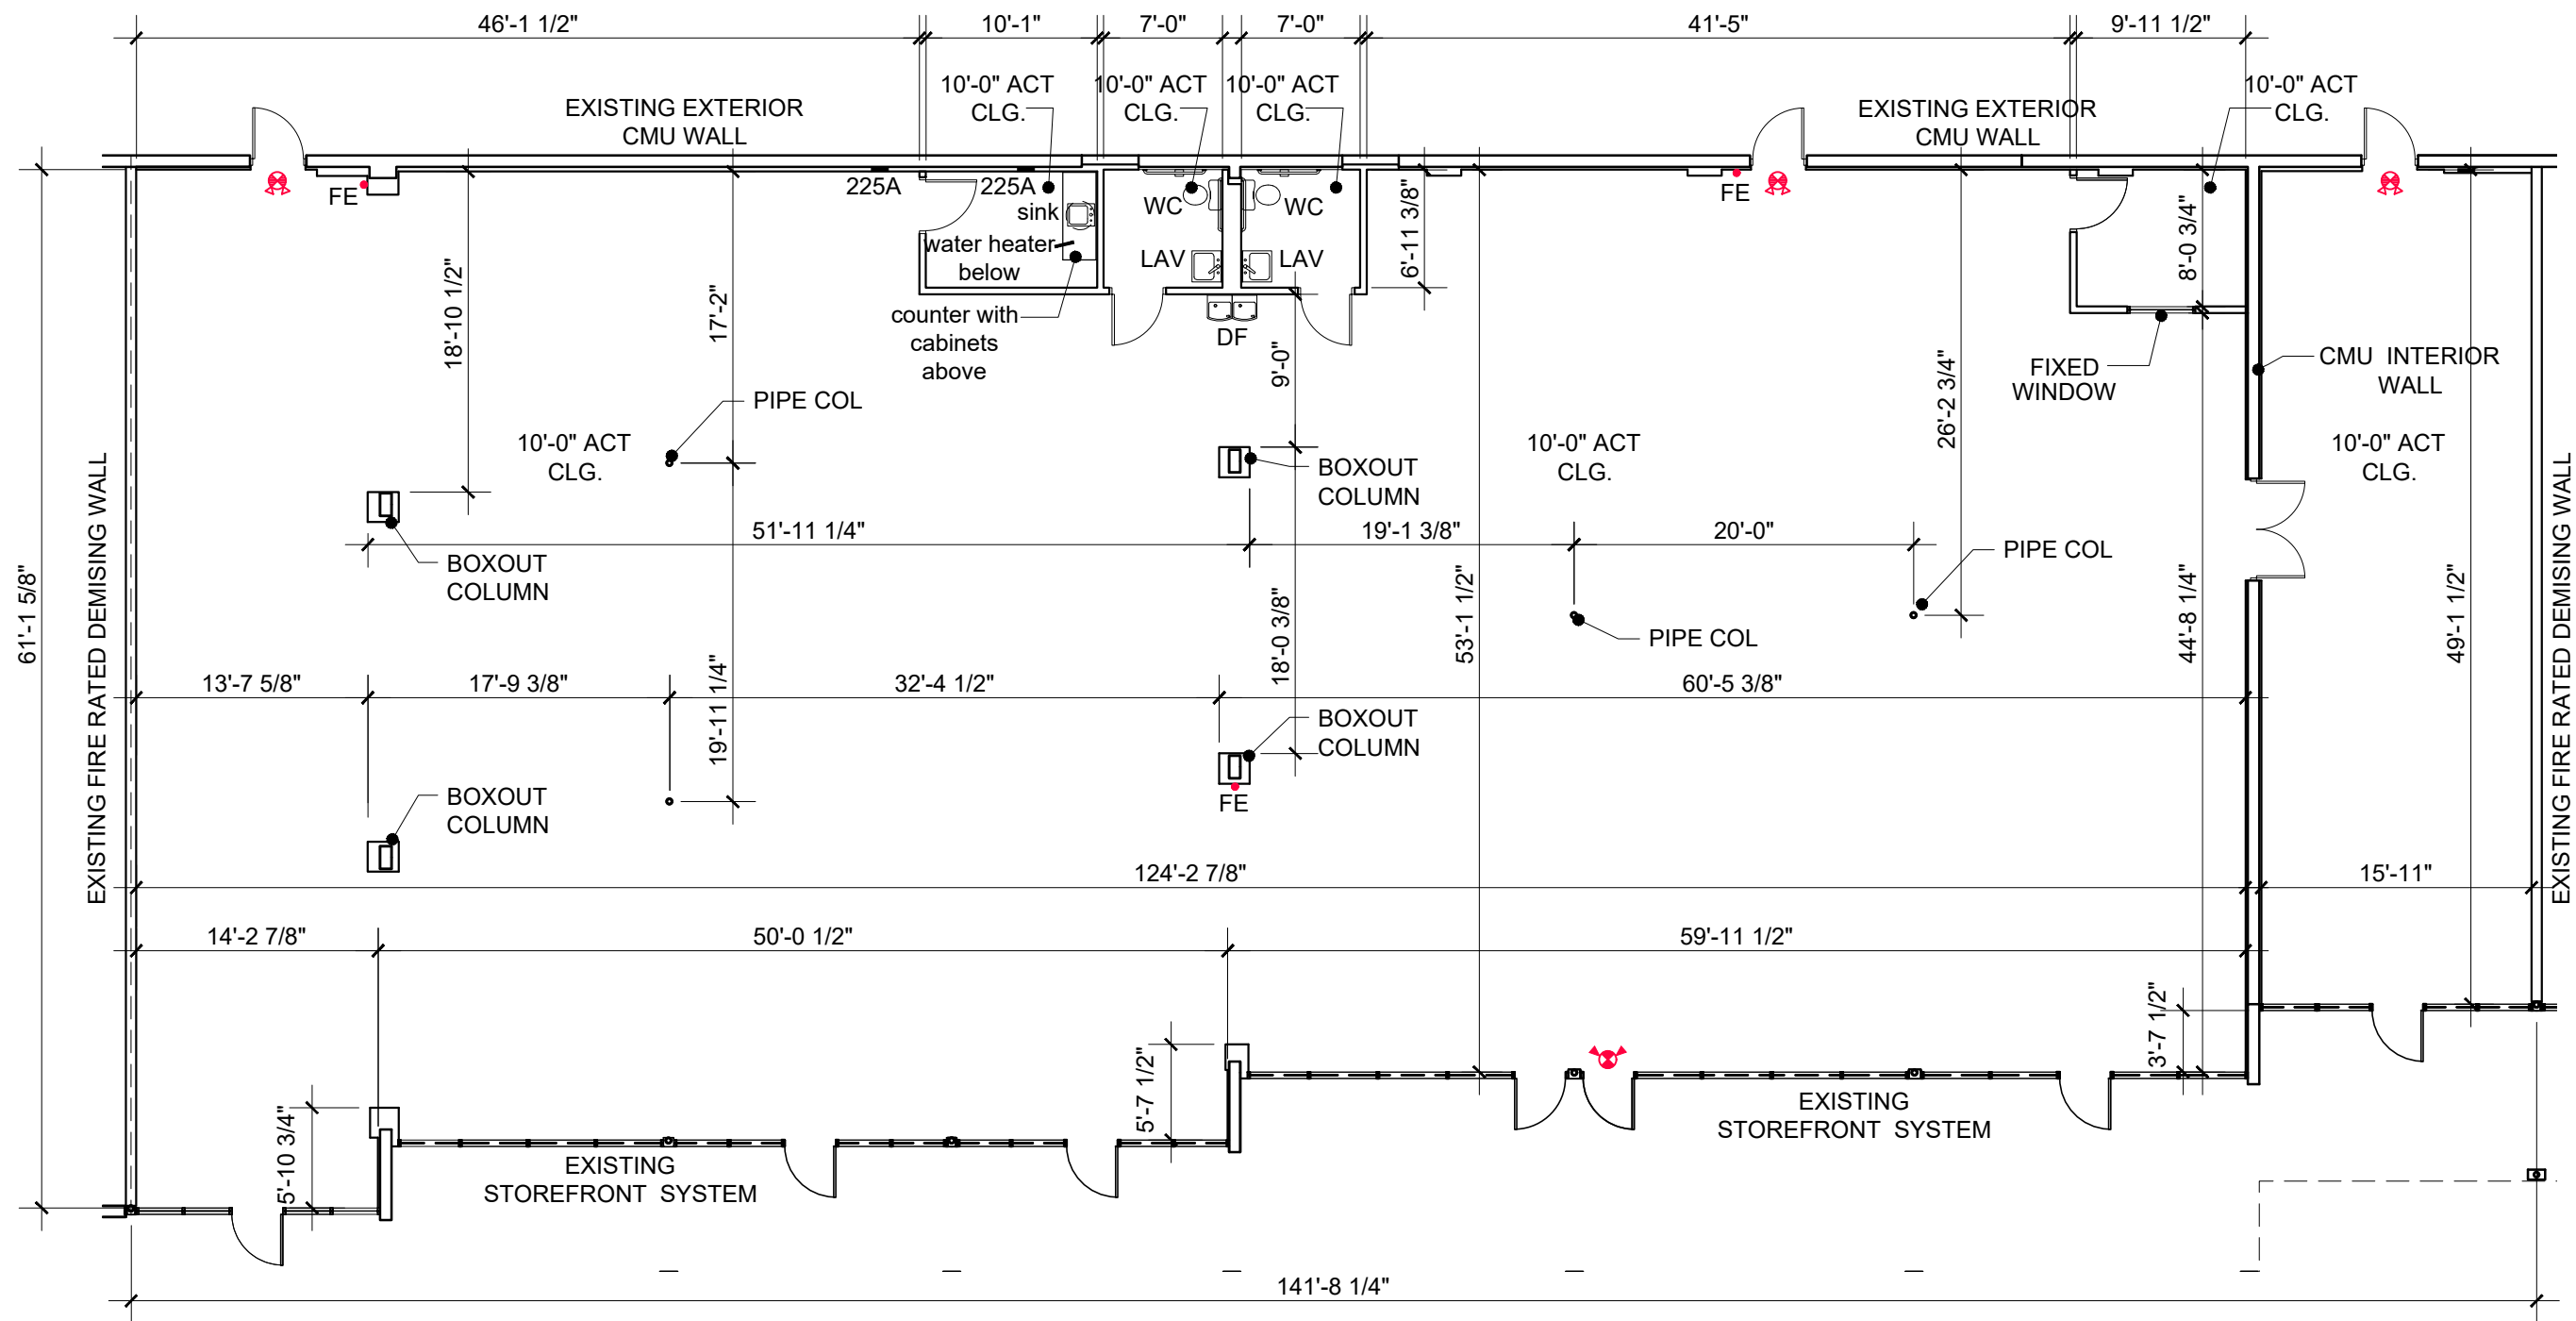 46'-1 1/2"
10'-1"
7'-0"
7'-0"
41'-5"
9'-11 1/2"
10'-0" ACT
CLG.
10'-0" ACT
CLG.
10'-0" ACT
CLG.
10'-0" ACT
CLG.
EXISTING EXTERIOR
CMU WALL
EXISTING EXTERIOR
CMU WALL
FE
225A
225A
sink
water heater
below
WC
WC
LAV
LAV
FE
6'-11 3/8"
8'-0 3/4"
18'-10 1/2"
17'-2"
counter with
cabinets
above
DF
9'-0"
26'-2 3/4"
FIXED
WINDOW
CMU  INTERIOR
WALL
PIPE COL
10'-0" ACT
CLG.
BOXOUT
COLUMN
10'-0" ACT
CLG.
10'-0" ACT
CLG.
EXISTING FIRE RATED DEMISING WALL
EXISTING FIRE RATED DEMISING WALL
51'-11 1/4"
19'-1 3/8"
20'-0"
PIPE COL
BOXOUT
COLUMN
61'-1 5/8"
18'-0 3/8"
53'-1 1/2"
PIPE COL
44'-8 1/4"
49'-1 1/2"
13'-7 5/8"
17'-9 3/8"
19'-11 1/4"
32'-4 1/2"
60'-5 3/8"
BOXOUT
COLUMN
BOXOUT
COLUMN
FE
124'-2 7/8"
15'-11"
14'-2 7/8"
50'-0 1/2"
59'-11 1/2"
3'-7 1/2"
5'-7 1/2"
5'-10 3/4"
EXISTING
STOREFRONT  SYSTEM
EXISTING
STOREFRONT  SYSTEM
141'-8 1/4"